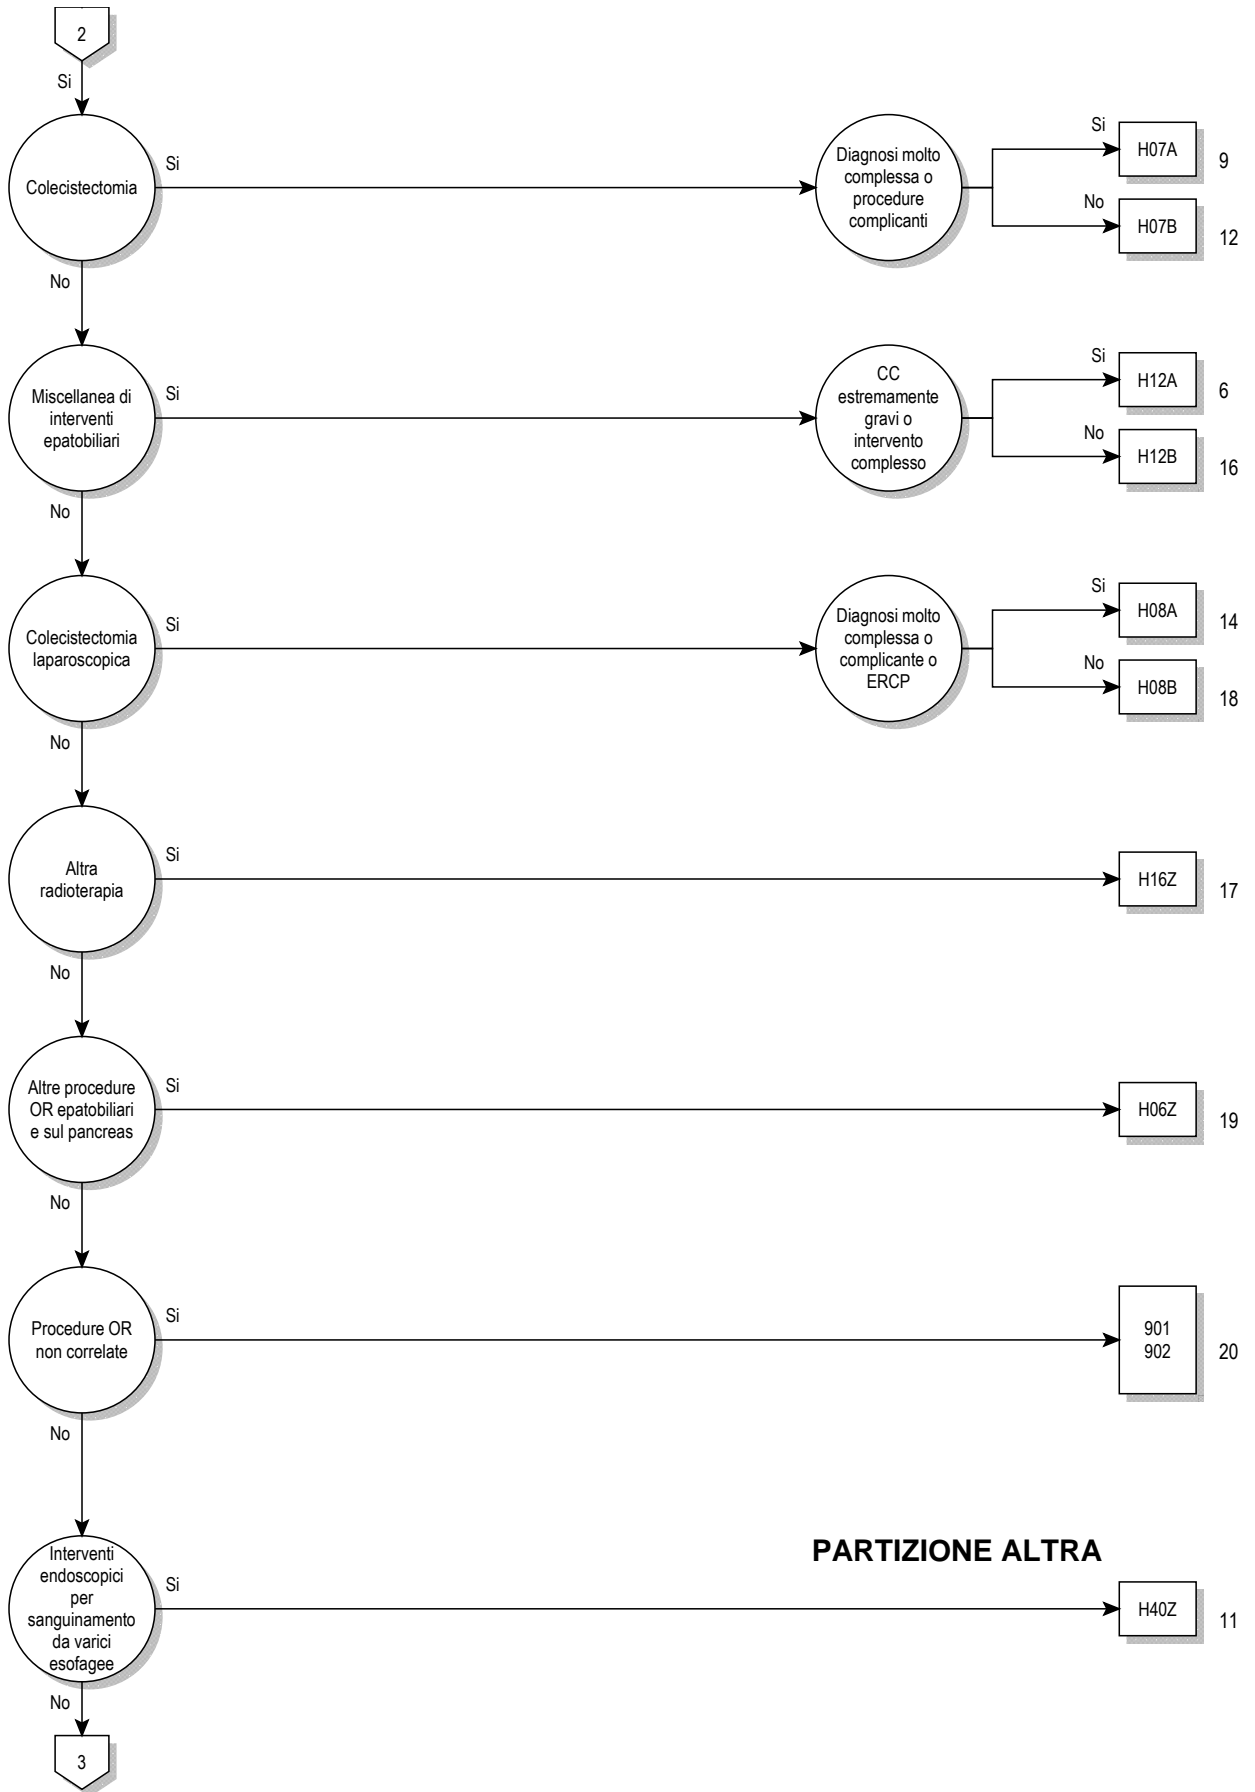 2
Si
Colecistectomia
Si
Diagnosi molto
complessa o
procedure
complicanti
Si
H07A
9
No
H07B
12
No
Miscellanea di
interventi
epatobiliari
Si
CC
estremamente
gravi o
intervento
complesso
Si
H12A
6
No
H12B
16
No
Colecistectomia
laparoscopica
Si
Diagnosi molto
complessa o
complicante o
ERCP
Si
H08A
14
No
H08B
18
No
Altra
radioterapia
Si
H16Z
17
No
Altre procedure
OR epatobiliari
e sul pancreas
Si
H06Z
19
No
Procedure OR
non correlate
Si
901
902
20
No
PARTIZIONE ALTRA
Interventi
endoscopici
per
sanguinamento
da varici
esofagee
Si
H40Z
11
No
3